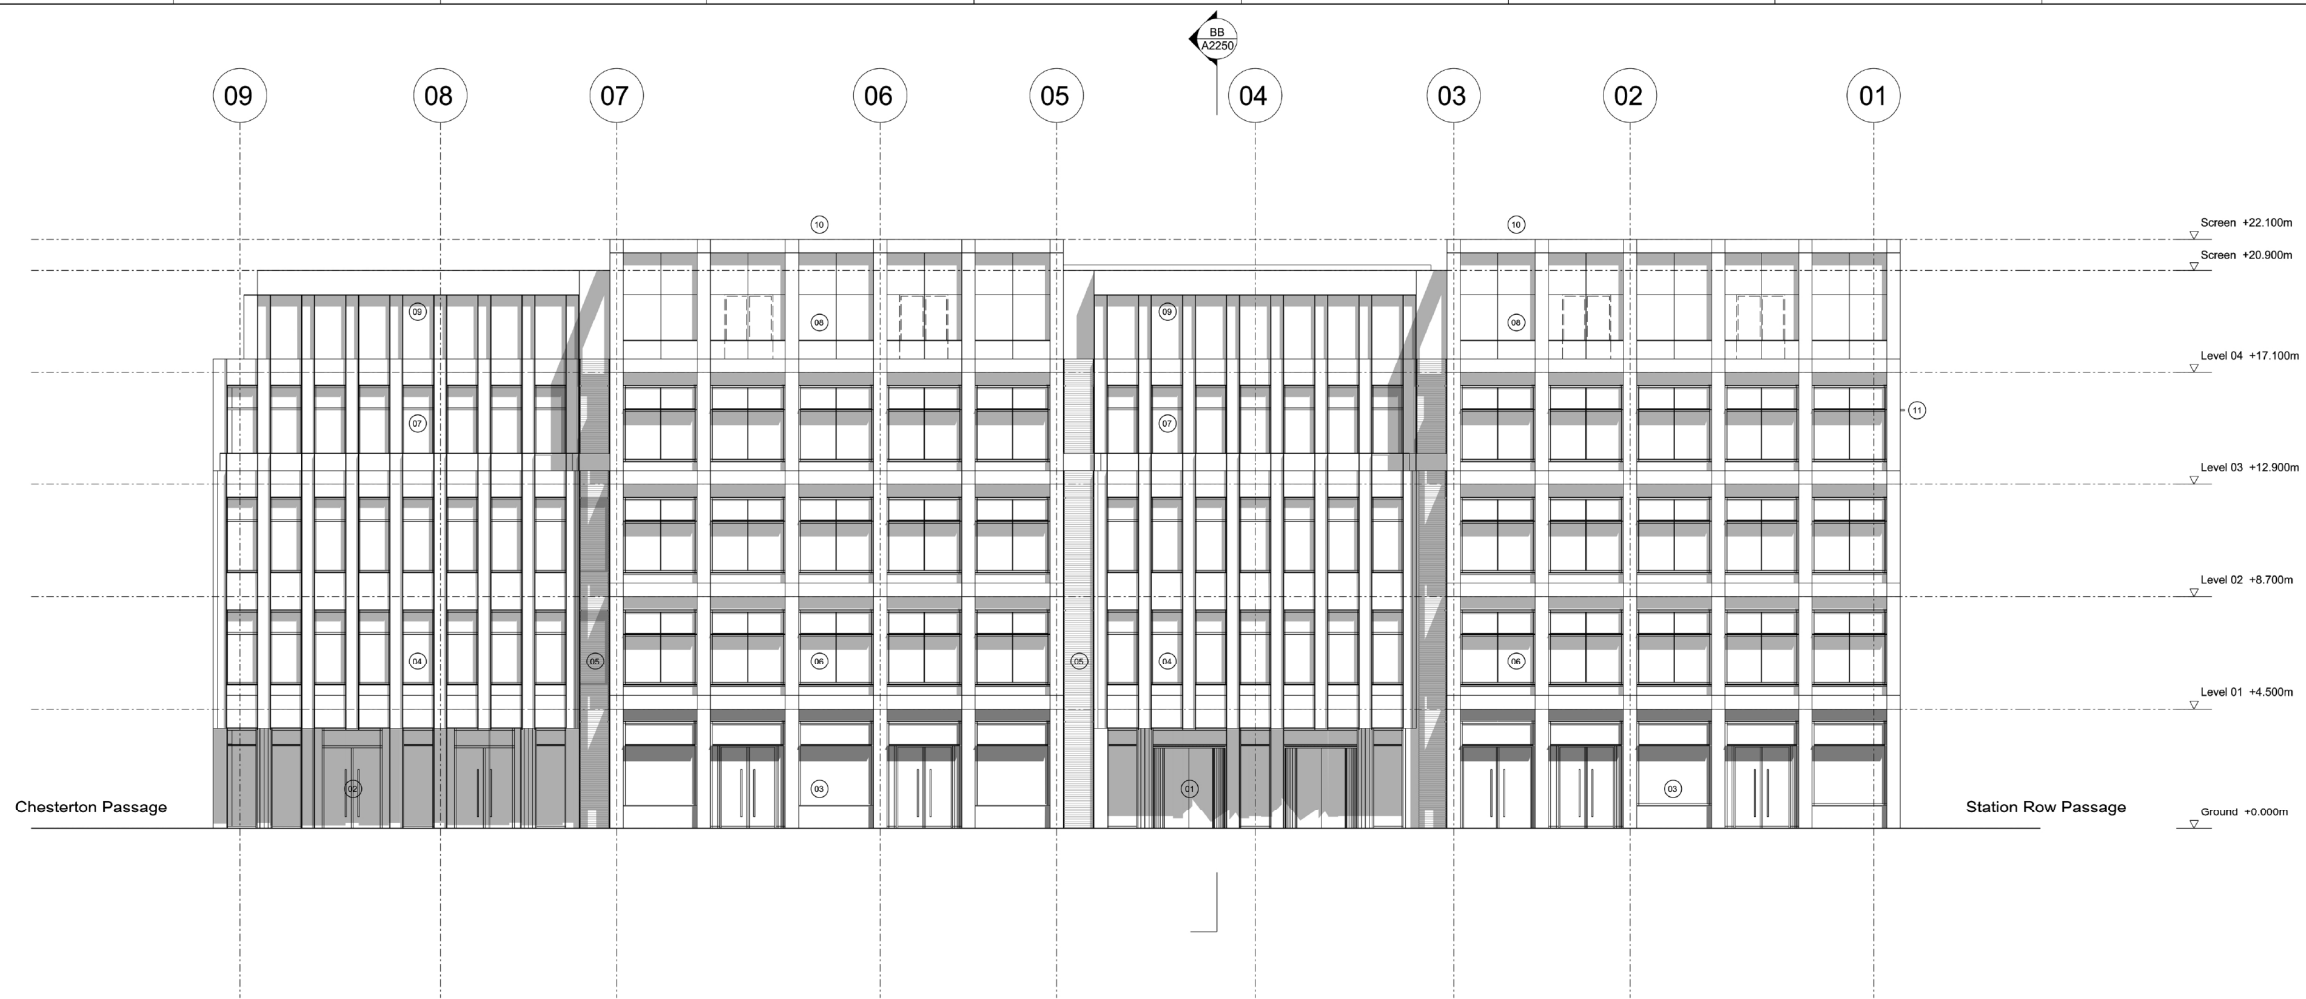 BB
A2250
09 08 07 06 05 04 03 02 01
10 10
Screen +22.100m
Screen +20.900m
09 09
08 08
Level 04 +17.100m
11
07 07
Level 03 +12.900m
Level 02 +8.700m
04 05 06 05 04 06
Level 01 +4.500m
02 03 01 03
Chesterton Passage
Station Row Passage
Ground +0.000m